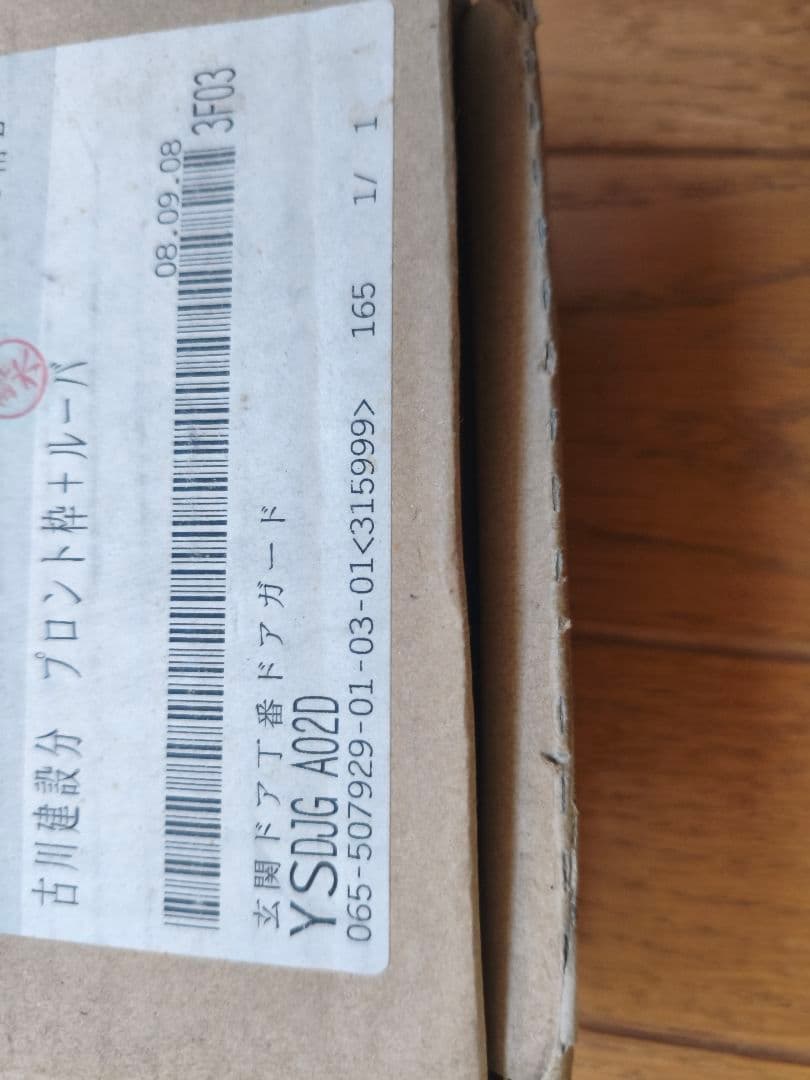 古川建設分 プロント枠+ルーバ
08.09.08
3F03
玄関ドア丁番ドアガード
YSDJG A02D
065-507929-01-03-01<315999> 165 1/ 1